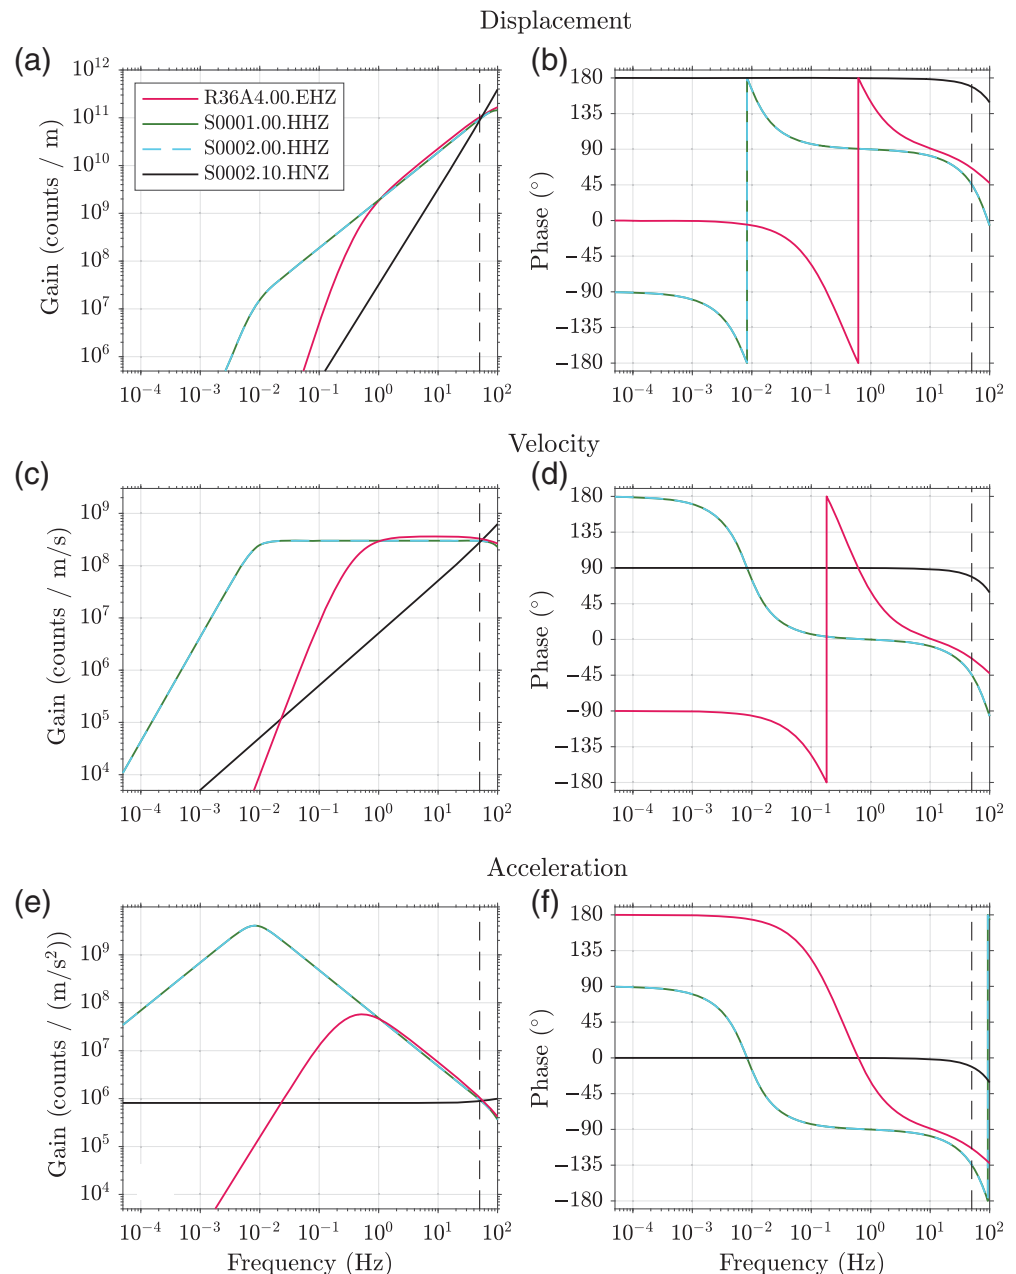 Displacement
(a)
10^12
10^11
10^10
10^9
10^8
10^7
10^6
Gain (counts / m)
R36A4.00.EHZ
S0001.00.HHZ
S0002.00.HHZ
S0002.10.HNZ
10^−4 10^−3 10^−2 10^−1 10^0 10^1 10^2
(b)
180
135
90
45
0
−45
−90
−135
−180
Phase (°)
10^−4 10^−3 10^−2 10^−1 10^0 10^1 10^2
Velocity
(c)
10^9
10^8
10^7
10^6
10^5
10^4
Gain (counts / m/s)
10^−4 10^−3 10^−2 10^−1 10^0 10^1 10^2
(d)
180
135
90
45
0
−45
−90
−135
−180
Phase (°)
10^−4 10^−3 10^−2 10^−1 10^0 10^1 10^2
Acceleration
(e)
10^9
10^8
10^7
10^6
10^5
10^4
Gain (counts / (m/s²))
10^−4 10^−3 10^−2 10^−1 10^0 10^1 10^2
Frequency (Hz)
(f)
180
135
90
45
0
−45
−90
−135
−180
Phase (°)
10^−4 10^−3 10^−2 10^−1 10^0 10^1 10^2
Frequency (Hz)